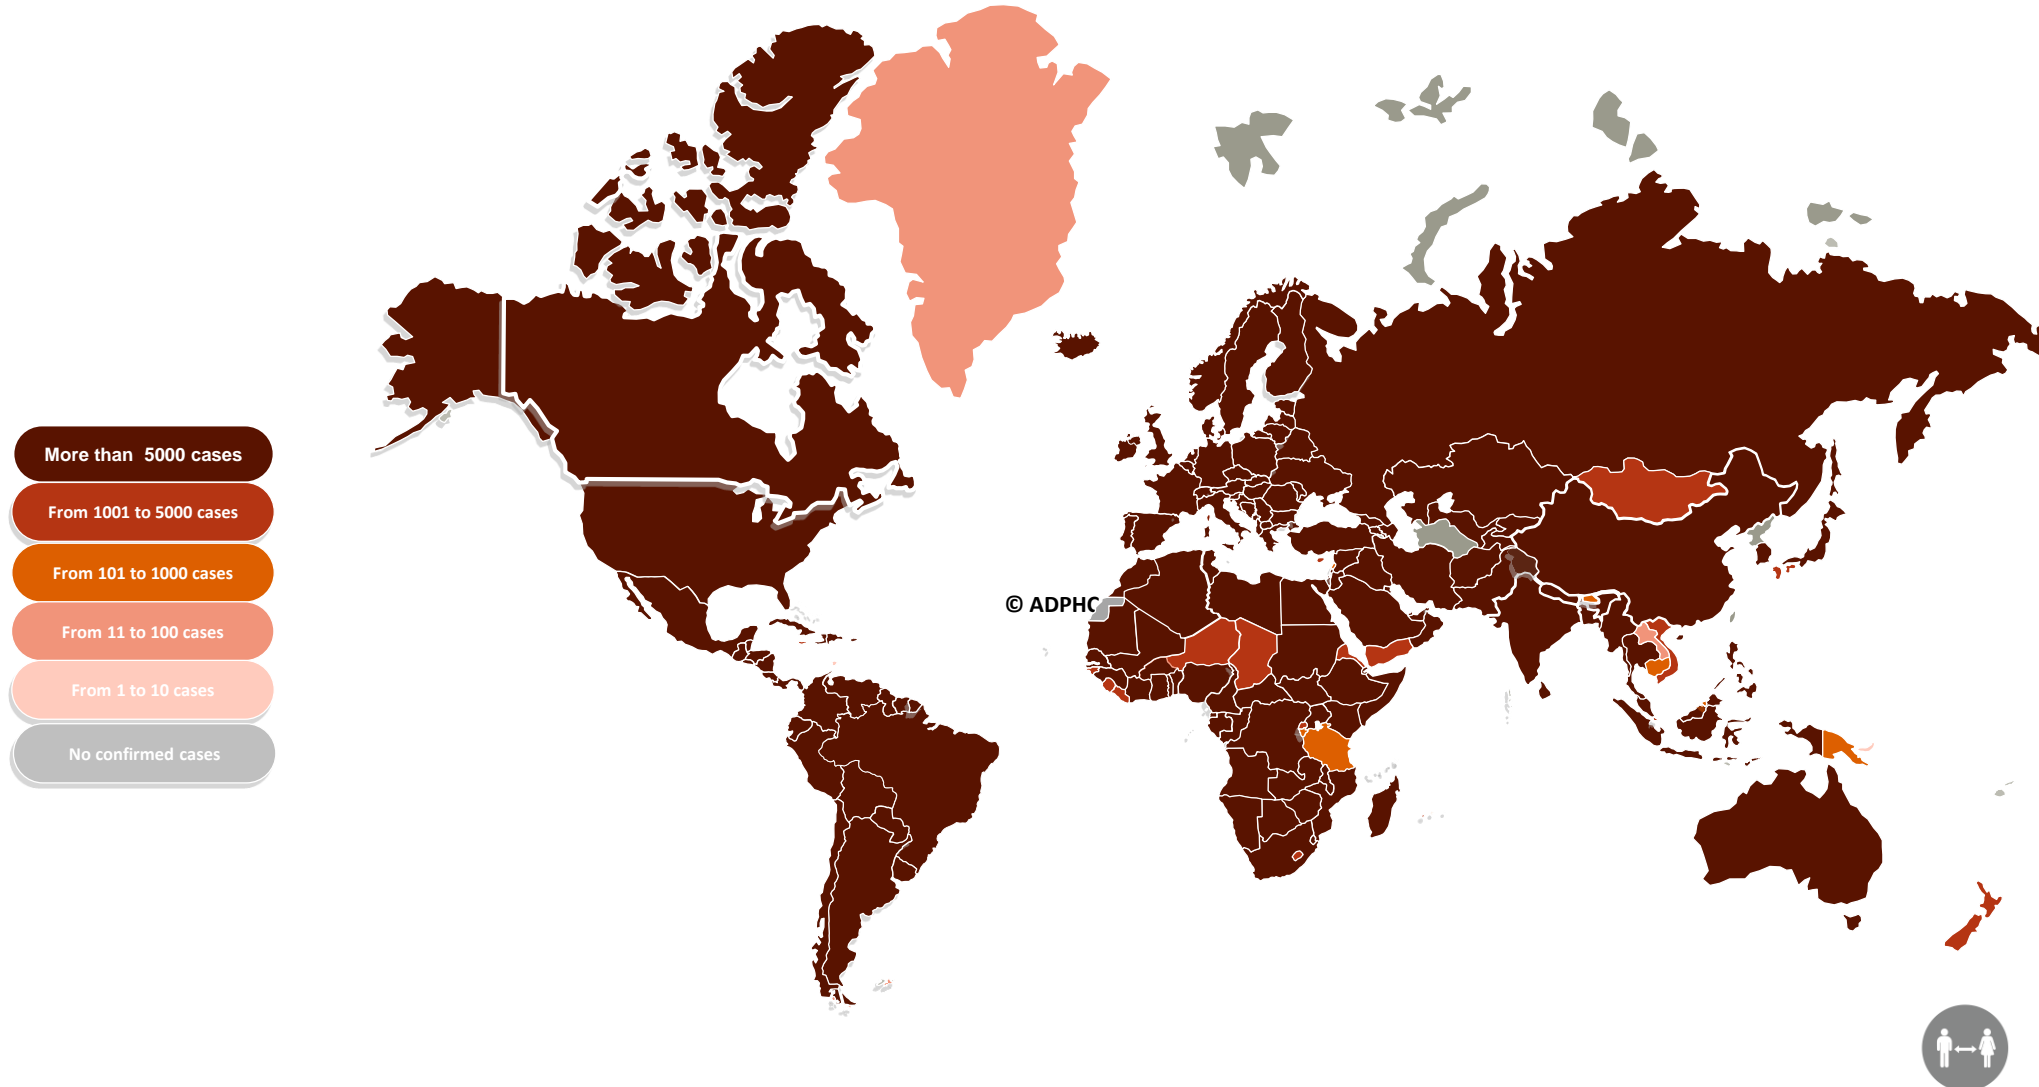 More than 5000 cases
From 1001 to 5000 cases
From 101 to 1000 cases
© ADPHC
From 11 to 100 cases
From 1 to 10 cases
No confirmed cases